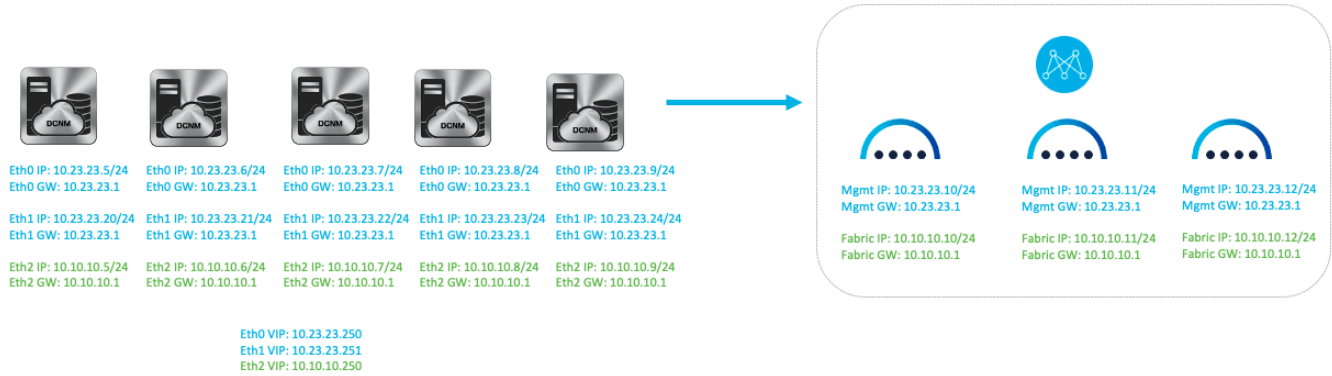 DCNM
DCNM
DCNM
DCNM
DCNM
Eth0 IP: 10.23.23.5/24
Eth0 GW: 10.23.23.1
Eth1 IP: 10.23.23.20/24
Eth1 GW: 10.23.23.1
Eth2 IP: 10.10.10.5/24
Eth2 GW: 10.10.10.1
Eth0 IP: 10.23.23.6/24
Eth0 GW: 10.23.23.1
Eth1 IP: 10.23.23.21/24
Eth1 GW: 10.23.23.1
Eth2 IP: 10.10.10.6/24
Eth2 GW: 10.10.10.1
Eth0 IP: 10.23.23.7/24
Eth0 GW: 10.23.23.1
Eth1 IP: 10.23.23.22/24
Eth1 GW: 10.23.23.1
Eth2 IP: 10.10.10.7/24
Eth2 GW: 10.10.10.1
Eth0 IP: 10.23.23.8/24
Eth0 GW: 10.23.23.1
Eth1 IP: 10.23.23.23/24
Eth1 GW: 10.23.23.1
Eth2 IP: 10.10.10.8/24
Eth2 GW: 10.10.10.1
Eth0 IP: 10.23.23.9/24
Eth0 GW: 10.23.23.1
Eth1 IP: 10.23.23.24/24
Eth1 GW: 10.23.23.1
Eth2 IP: 10.10.10.9/24
Eth2 GW: 10.10.10.1
Eth0 VIP: 10.23.23.250
Eth1 VIP: 10.23.23.251
Eth2 VIP: 10.10.10.250
Mgmt IP: 10.23.23.10/24
Mgmt GW: 10.23.23.1
Fabric IP: 10.10.10.10/24
Fabric GW: 10.10.10.1
Mgmt IP: 10.23.23.11/24
Mgmt GW: 10.23.23.1
Fabric IP: 10.10.10.11/24
Fabric GW: 10.10.10.1
Mgmt IP: 10.23.23.12/24
Mgmt GW: 10.23.23.1
Fabric IP: 10.10.10.12/24
Fabric GW: 10.10.10.1